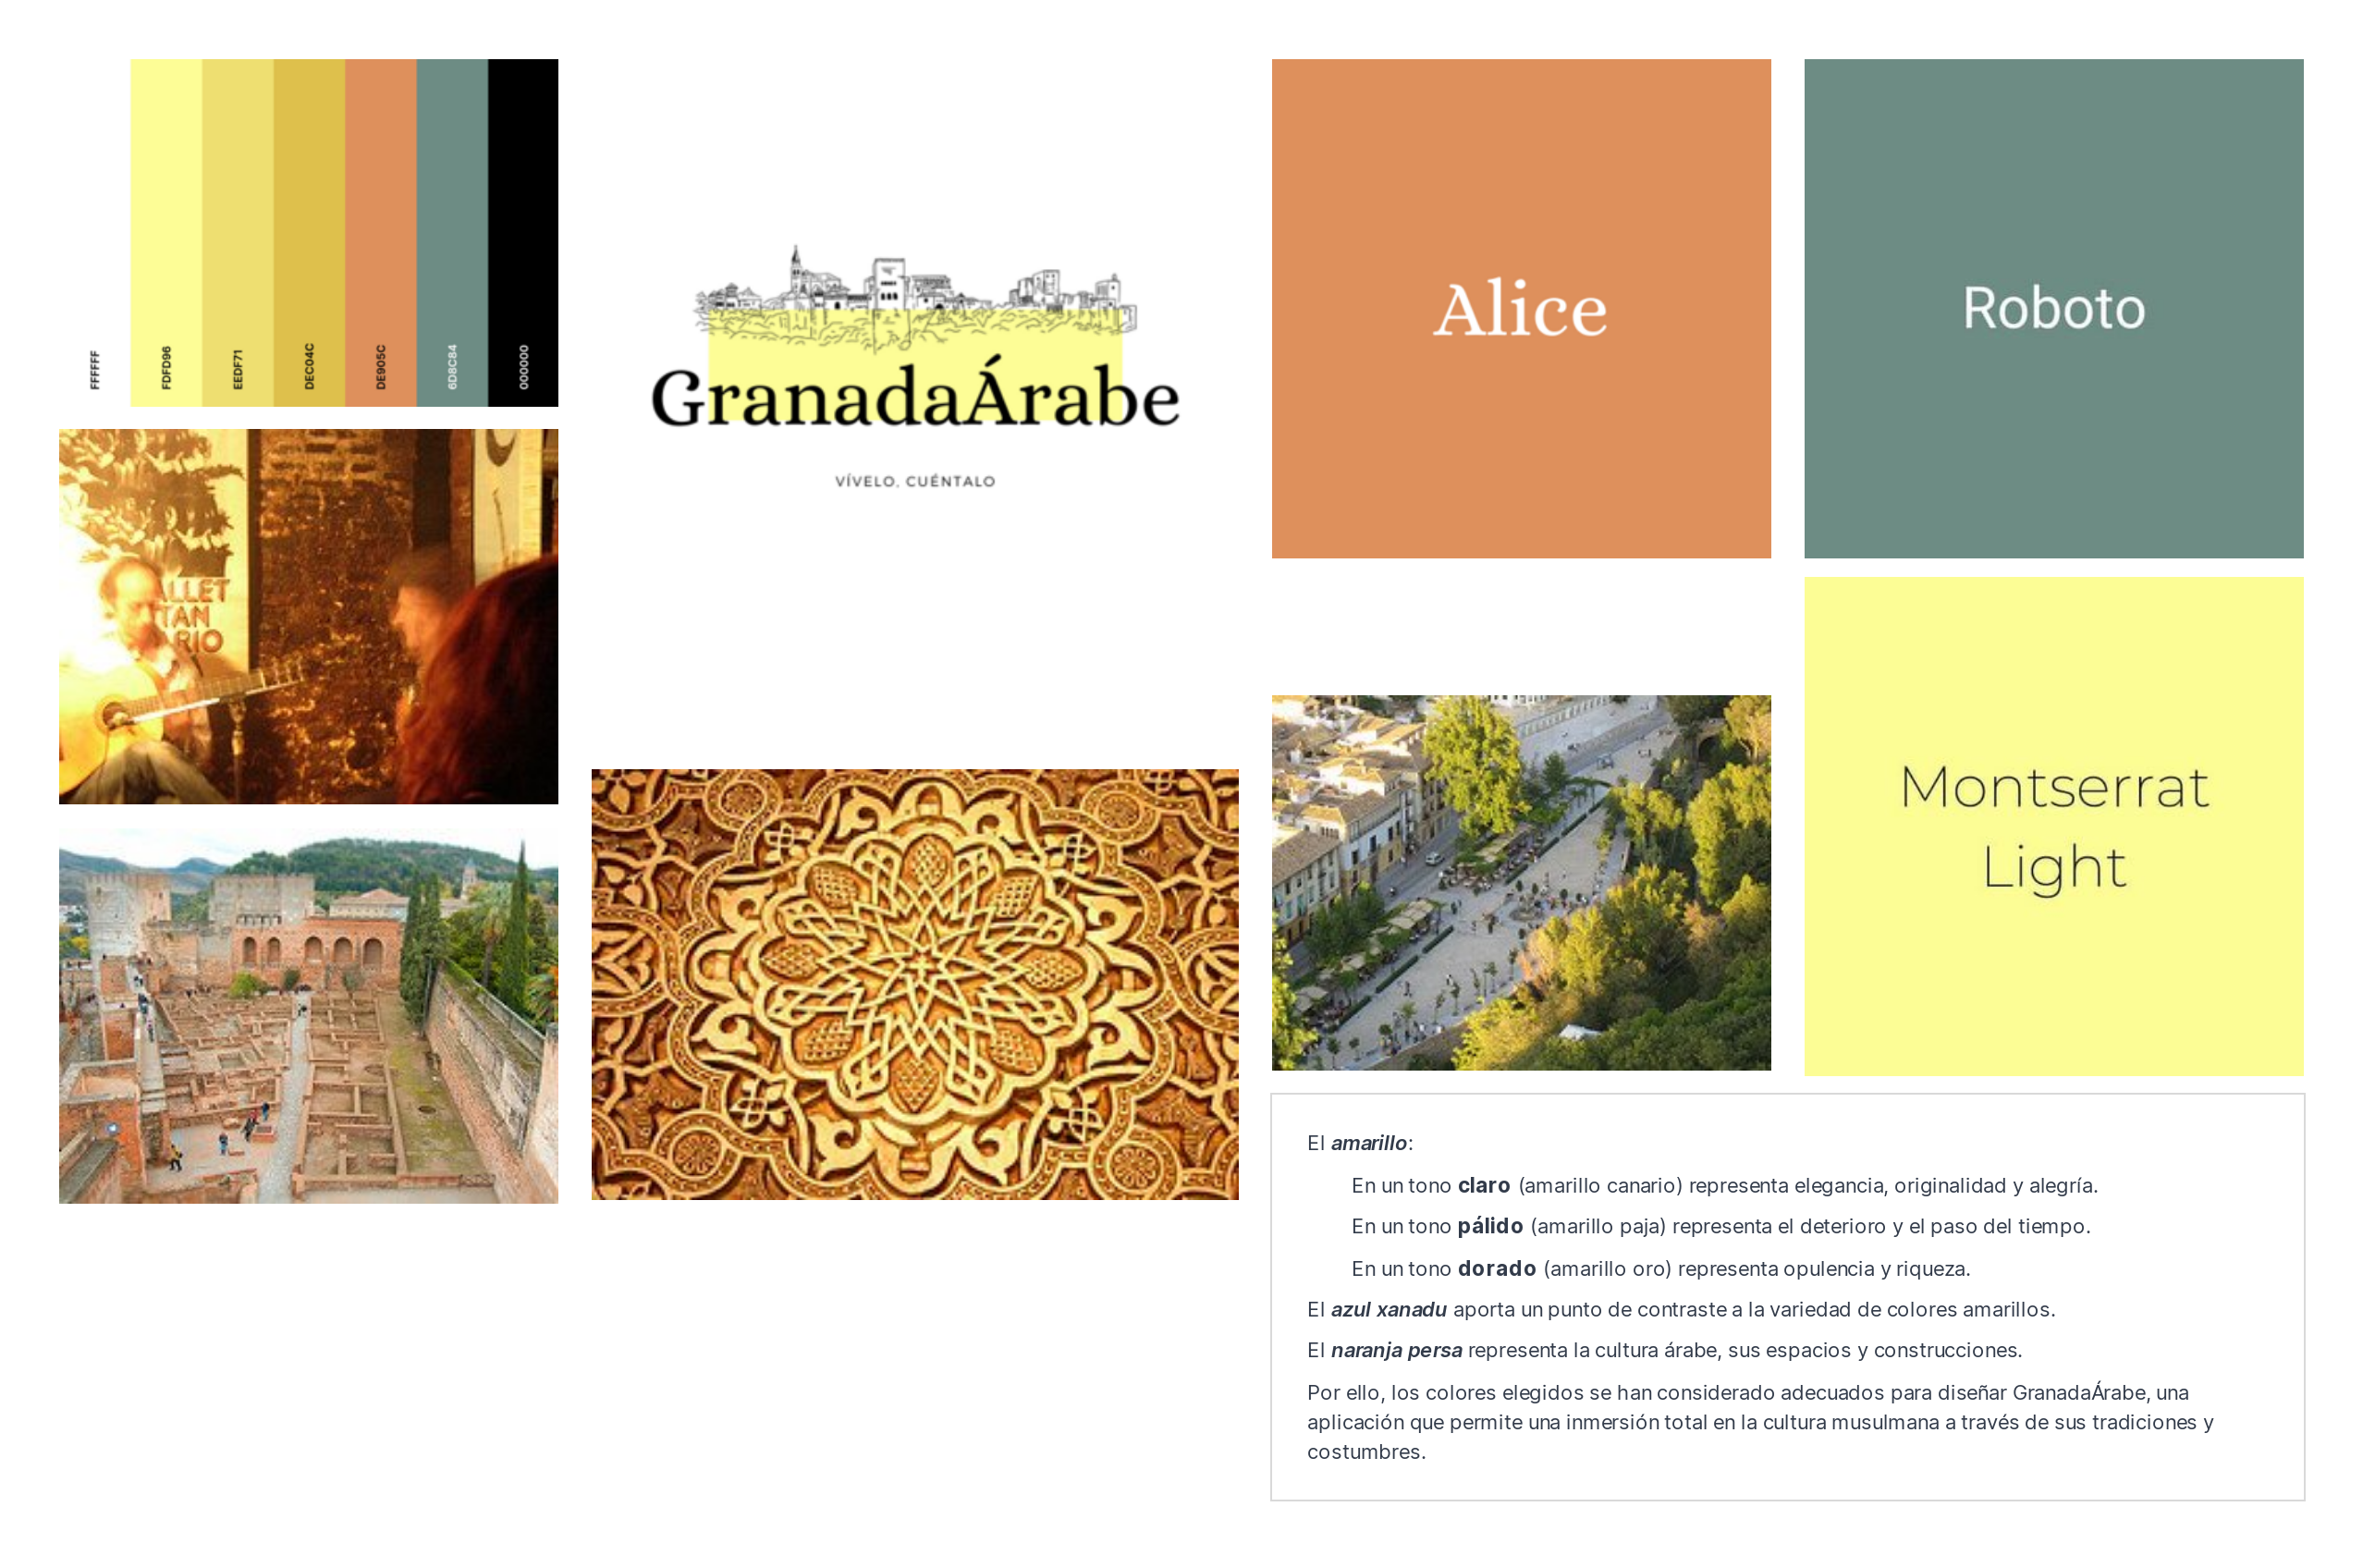 FFFFFF
FDFD96
EEDF71
DEC04C
DE905C
6D8C84
000000
GranadaÁrabe
VÍVELO, CUÉNTALO
Alice
Roboto
ALLET
TAN
RIO
Montserrat
Light
El amarillo:
En un tono claro (amarillo canario) representa elegancia, originalidad y alegría.
En un tono pálido (amarillo paja) representa el deterioro y el paso del tiempo.
En un tono dorado (amarillo oro) representa opulencia y riqueza.
El azul xanadu aporta un punto de contraste a la variedad de colores amarillos.
El naranja persa representa la cultura árabe, sus espacios y construcciones.
Por ello, los colores elegidos se han considerado adecuados para diseñar GranadaÁrabe, una
aplicación que permite una inmersión total en la cultura musulmana a través de sus tradiciones y
costumbres.